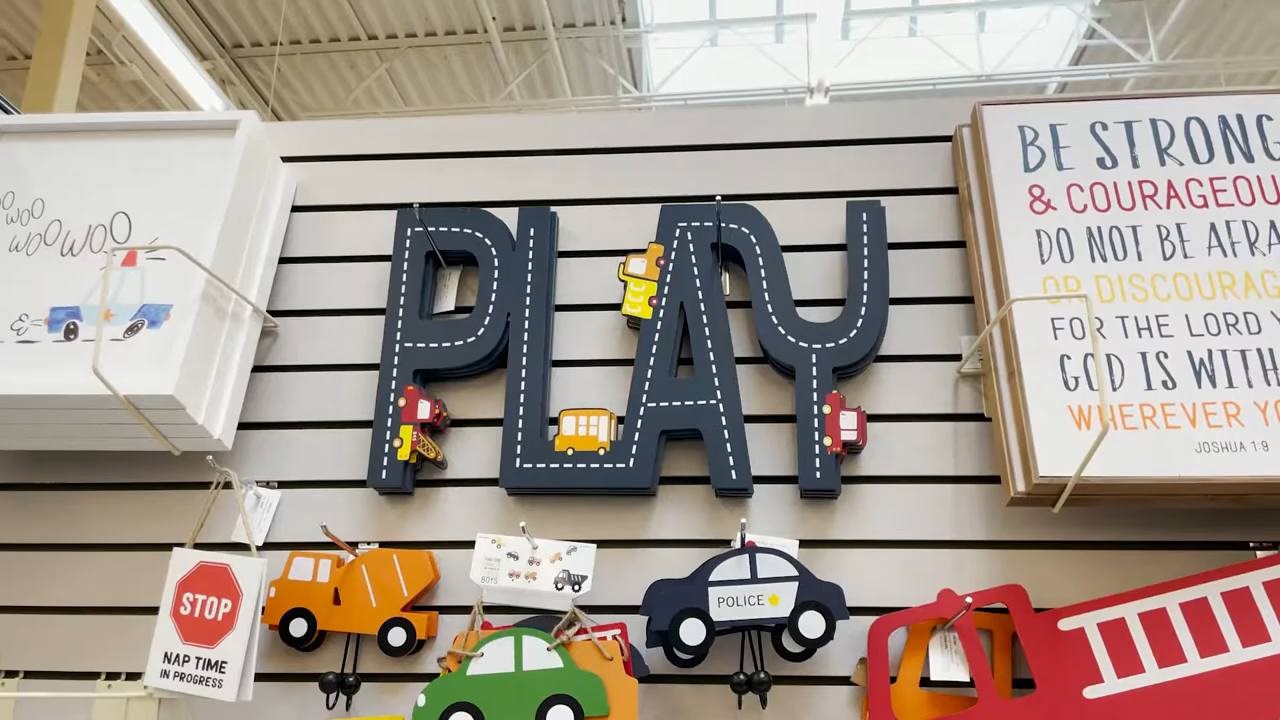 WOO
WOO WOO
PLAY
BE STRONG
& COURAGEOU
DO NOT BE AFRA
OR DISCOURAG
FOR THE LORD Y
GOD IS WITH
WHEREVER YO
JOSHUA 1:9
STOP
NAP TIME
IN PROGRESS
BOYS
POLICE